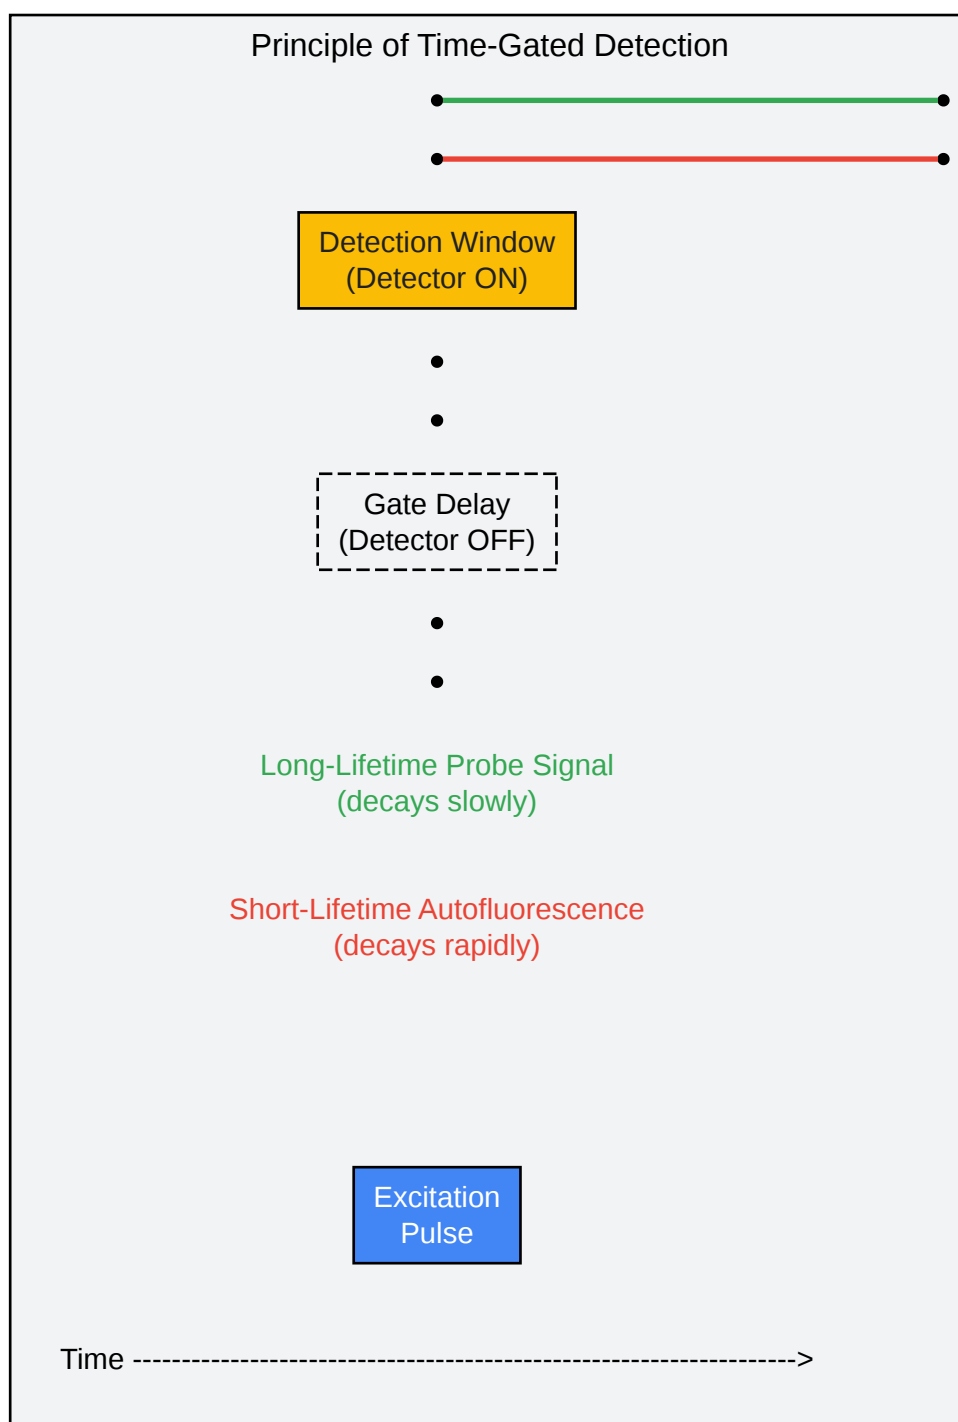 Principle of Time-Gated Detection
Detection Window
(Detector ON)
Gate Delay
(Detector OFF)
Long-Lifetime Probe Signal
(decays slowly)
Short-Lifetime Autofluorescence
(decays rapidly)
Excitation
Pulse
Time -------------------------------------------------------------------->